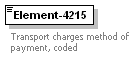 Element-4215
Transport charges method of
payment, coded